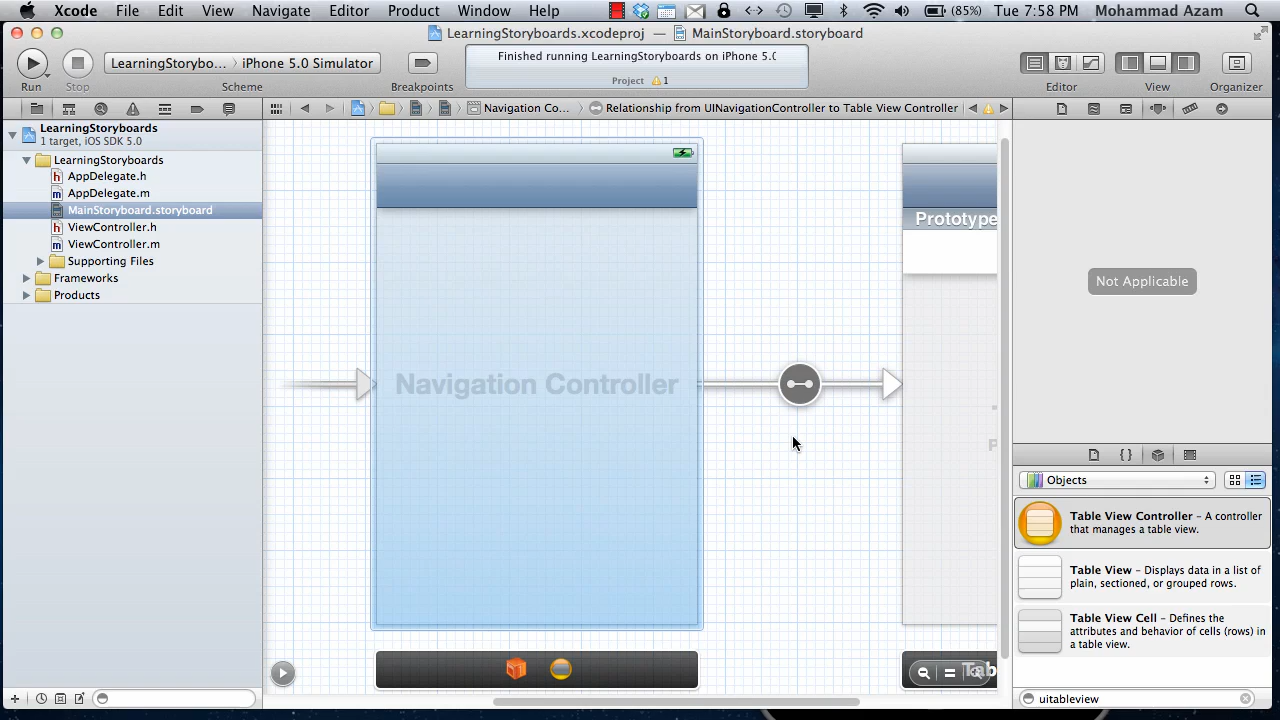 Xcode File Edit View Navigate Editor Product Window Help (85%) Tue 7:58 PM Mohammad Azam
LearningStoryboards.xcodeproj — MainStoryboard.storyboard
LearningStorybo... iPhone 5.0 Simulator
Finished running LearningStoryboards on iPhone 5.0
Project 1
Run Stop Scheme Breakpoints Editor View Organizer
Navigation Co... Relationship from UINavigationController to Table View Controller
LearningStoryboards
1 target, iOS SDK 5.0
LearningStoryboards
h AppDelegate.h
m AppDelegate.m
MainStoryboard.storyboard
h ViewController.h
m ViewController.m
Supporting Files
Frameworks
Products
Prototype
Navigation Controller
P
Tab
Not Applicable
{ }
Objects
Table View Controller – A controller
that manages a table view.
Table View – Displays data in a list of
plain, sectioned, or grouped rows.
Table View Cell – Defines the
attributes and behavior of cells (rows) in
a table view.
uitableview